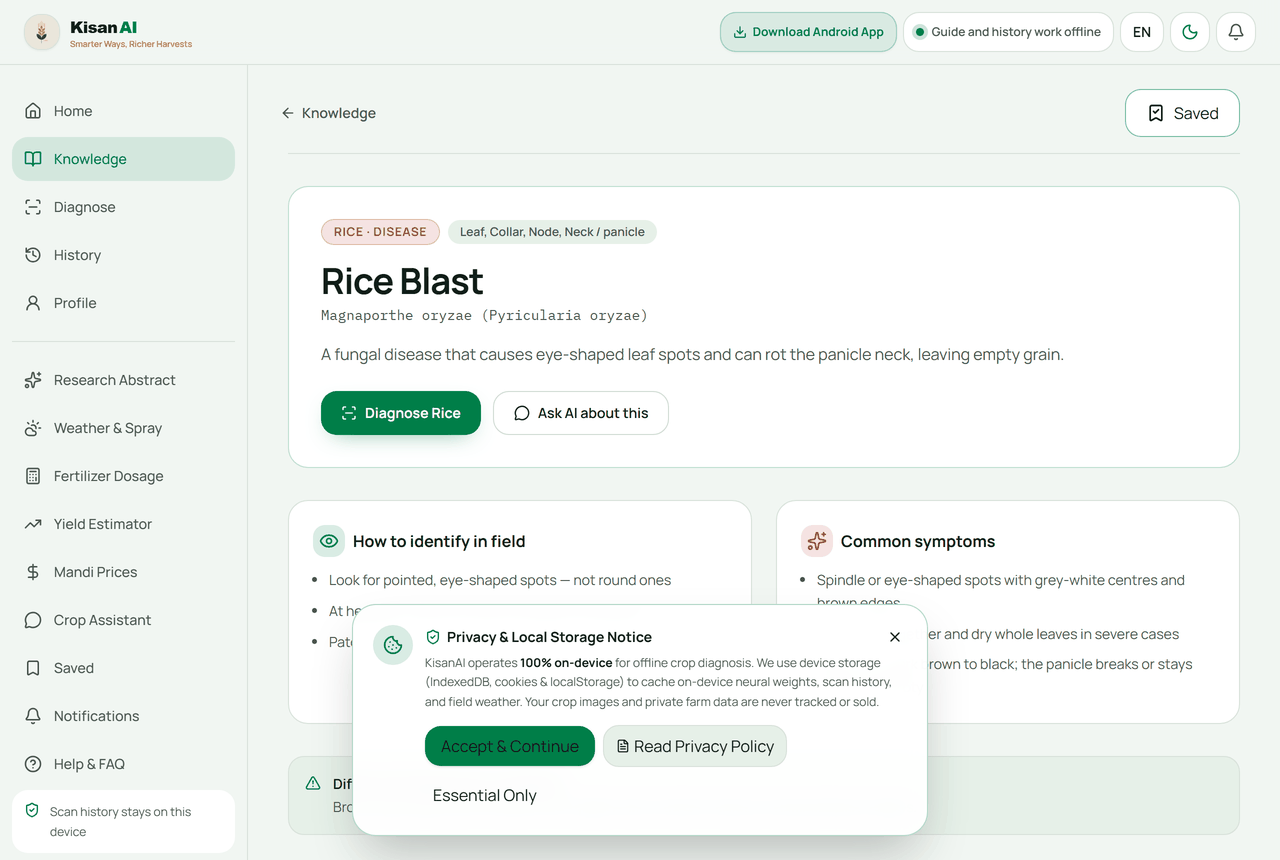 KisanAI
Smarter Ways, Richer Harvests
Download Android App
Guide and history work offline
EN
Home
Knowledge
Diagnose
History
Profile
Research Abstract
Weather & Spray
Fertilizer Dosage
Yield Estimator
Mandi Prices
Crop Assistant
Saved
Notifications
Help & FAQ
Scan history stays on this
device
Knowledge
Saved
RICE · DISEASE
Leaf, Collar, Node, Neck / panicle
Rice Blast
Magnaporthe oryzae (Pyricularia oryzae)
A fungal disease that causes eye-shaped leaf spots and can rot the panicle neck, leaving empty grain.
Diagnose Rice
Ask AI about this
How to identify in field
Look for pointed, eye-shaped spots — not round ones
At
Common symptoms
Spindle or eye-shaped spots with grey-white centres and
brown edges
and dry whole leaves in severe cases
to black; the panicle breaks or stays
Privacy & Local Storage Notice
KisanAI operates 100% on-device for offline crop diagnosis. We use device storage
(IndexedDB, cookies & localStorage) to cache on-device neural weights, scan history,
and field weather. Your crop images and private farm data are never tracked or sold.
Accept & Continue
Read Privacy Policy
Essential Only